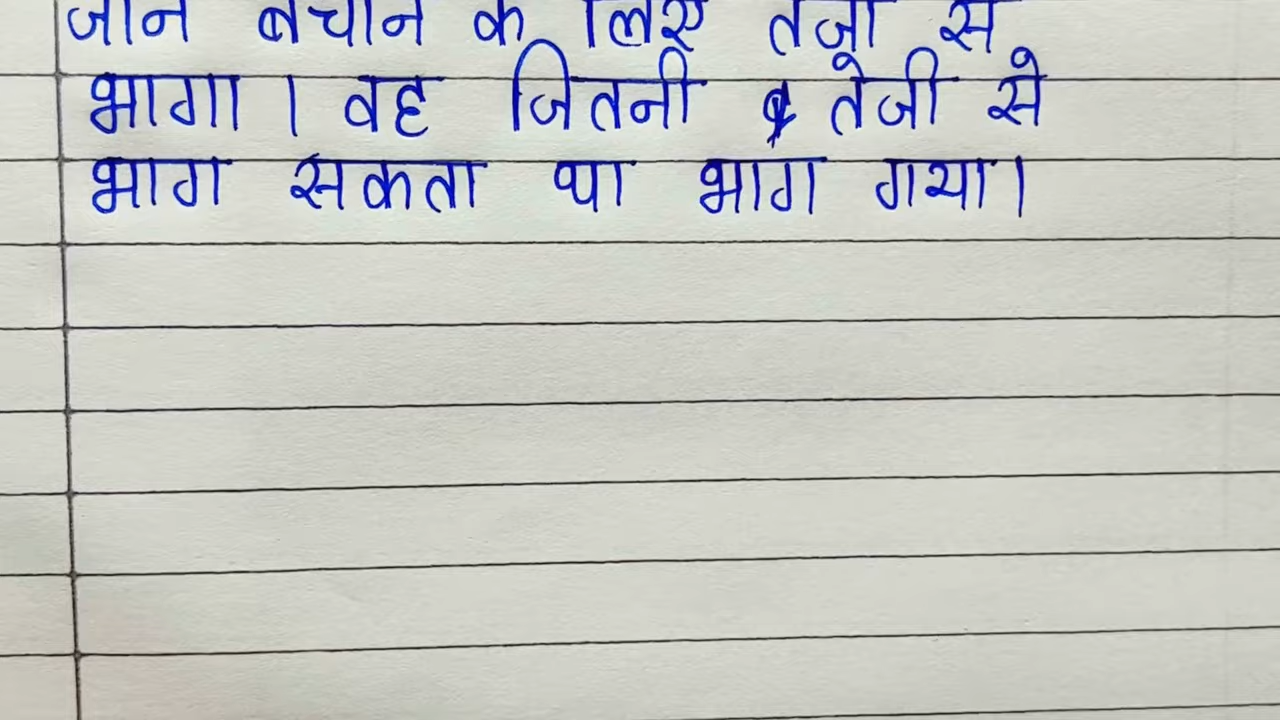 जान बचाने के लिए तेजी से
भागा । वह जितनी तेजी से
भाग सकता था भाग गया।